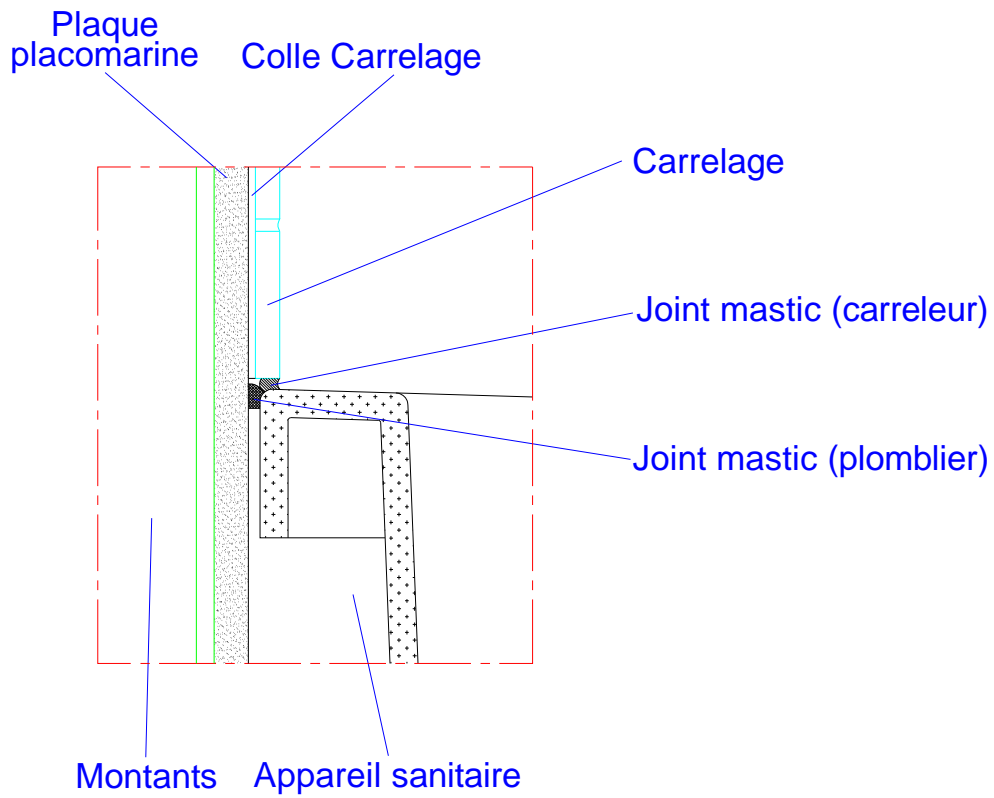 Plaque
placomarine
Colle Carrelage
Carrelage
Joint mastic (carreleur)
Joint mastic (plomblier)
Montants
Appareil sanitaire